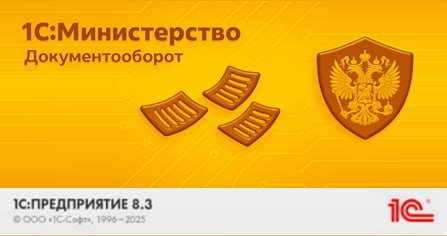 1С:Министерство
Документооборот
1С:ПРЕДПРИЯТИЕ 8.3
© ООО «1С-Софт», 1996–2025
1С